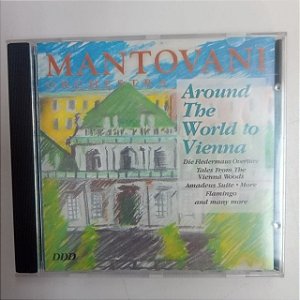 MANTOVANI
ORCHESTRA
Around
The
World to
Vienna
Die Fledermaus Overture
Tales From The
Vienna Woods
Amadeus Suite • More
Flamingo
and many more
DDD